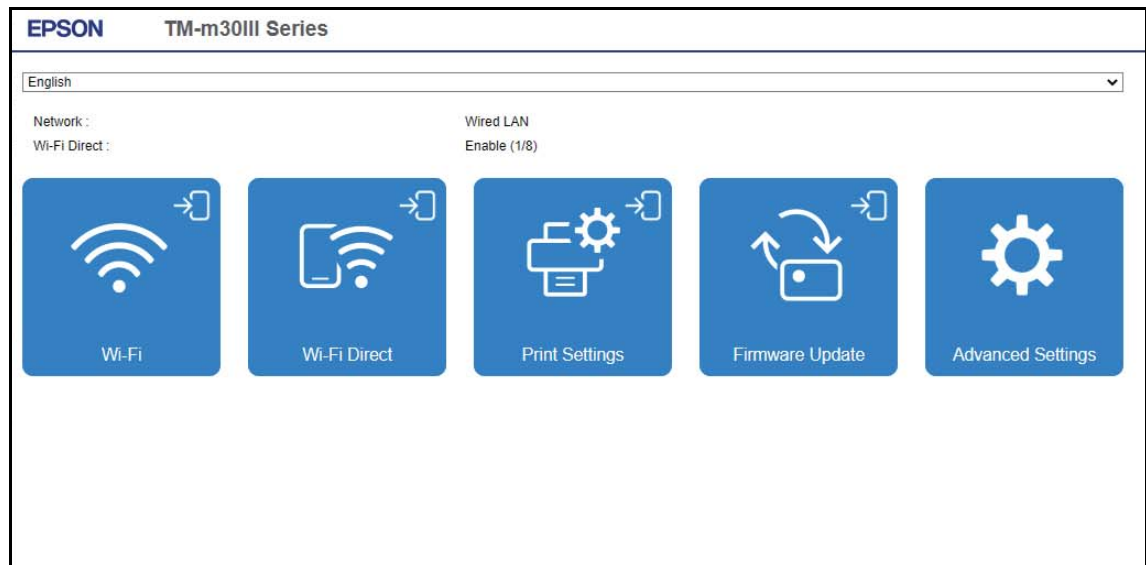 EPSON TM-m30III Series
English
Network : Wired LAN
Wi-Fi Direct : Enable (1/8)
Wi-Fi Wi-Fi Direct Print Settings Firmware Update Advanced Settings